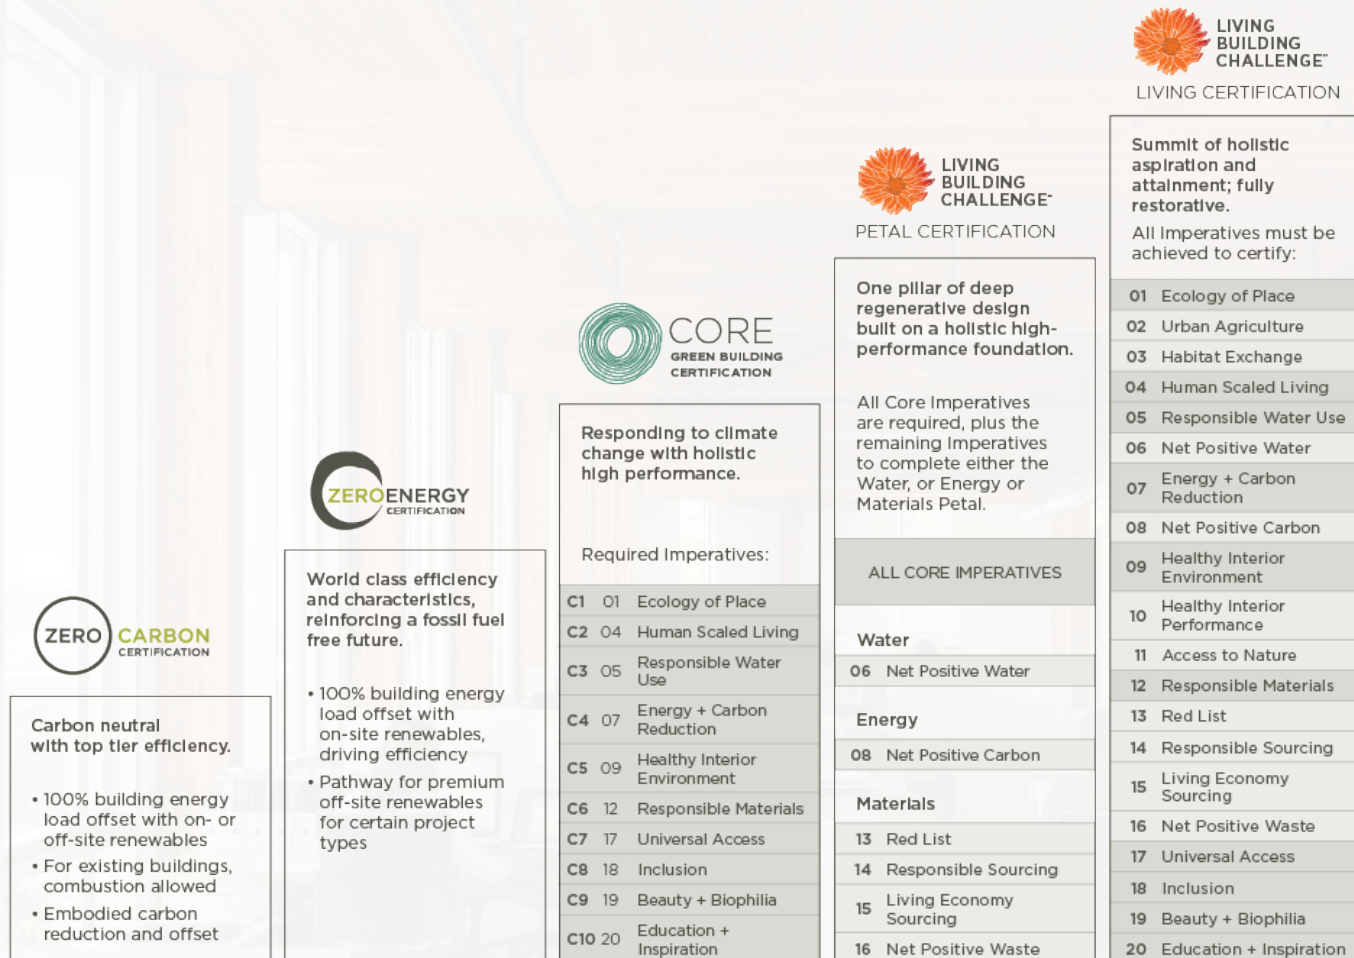 ZERO
CARBON
CERTIFICATION
Carbon neutral
with top tier efficiency.
• 100% building energy
load offset with on- or
off-site renewables
• For existing buildings,
combustion allowed
• Embodied carbon
reduction and offset
ZEROENERGY
CERTIFICATION
World class efficiency
and characteristics,
reinforcing a fossil fuel
free future.
• 100% building energy
load offset with
on-site renewables,
driving efficiency
• Pathway for premium
off-site renewables
for certain project
types
CORE
GREEN BUILDING
CERTIFICATION
Responding to climate
change with holistic
high performance.
Required Imperatives:
C1 01 Ecology of Place
C2 04 Human Scaled Living
C3 05 Responsible Water
Use
C4 07 Energy + Carbon
Reduction
C5 09 Healthy Interior
Environment
C6 12 Responsible Materials
C7 17 Universal Access
C8 18 Inclusion
C9 19 Beauty + Biophilia
C10 20 Education +
Inspiration
LIVING
BUILDING
CHALLENGE℠
PETAL CERTIFICATION
One pillar of deep
regenerative design
built on a holistic high-
performance foundation.
All Core Imperatives
are required, plus the
remaining Imperatives
to complete either the
Water, or Energy or
Materials Petal.
ALL CORE IMPERATIVES
Water
06 Net Positive Water
Energy
08 Net Positive Carbon
Materials
13 Red List
14 Responsible Sourcing
15 Living Economy
Sourcing
16 Net Positive Waste
LIVING
BUILDING
CHALLENGE℠
LIVING CERTIFICATION
Summit of holistic
aspiration and
attainment; fully
restorative.
All Imperatives must be
achieved to certify:
01 Ecology of Place
02 Urban Agriculture
03 Habitat Exchange
04 Human Scaled Living
05 Responsible Water Use
06 Net Positive Water
07 Energy + Carbon
Reduction
08 Net Positive Carbon
09 Healthy Interior
Environment
10 Healthy Interior
Performance
11 Access to Nature
12 Responsible Materials
13 Red List
14 Responsible Sourcing
15 Living Economy
Sourcing
16 Net Positive Waste
17 Universal Access
18 Inclusion
19 Beauty + Biophilia
20 Education + Inspiration